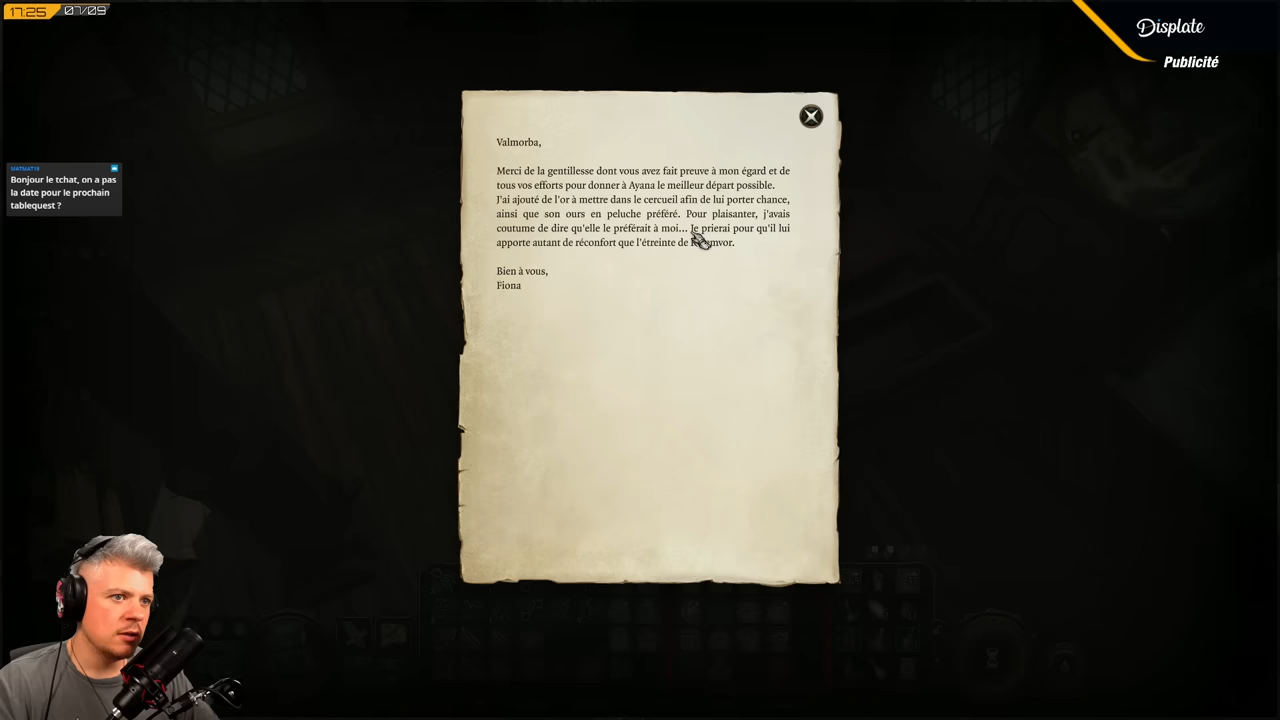 17:25 07/09
Displate
Publicité
MATMAT18
Bonjour le tchat, on a pas
la date pour le prochain
tablequest ?
Valmorba,
Merci de la gentillesse dont vous avez fait preuve à mon égard et de
tous vos efforts pour donner à Ayana le meilleur départ possible.
J'ai ajouté de l'or à mettre dans le cercueil afin de lui porter chance,
ainsi que son ours en peluche préféré. Pour plaisanter, j'avais
coutume de dire qu'elle le préférait à moi... Je prierai pour qu'il lui
apporte autant de réconfort que l'étreinte de
Bien à vous,
Fiona